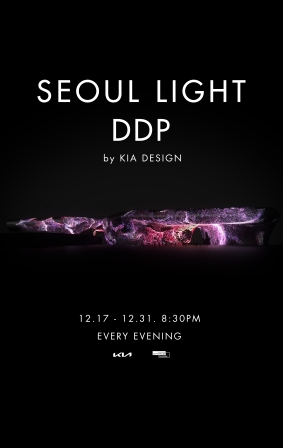 SEOUL LIGHT
DDP
by KIA DESIGN
12.17 - 12.31. 8:30PM
EVERY EVENING
KIA